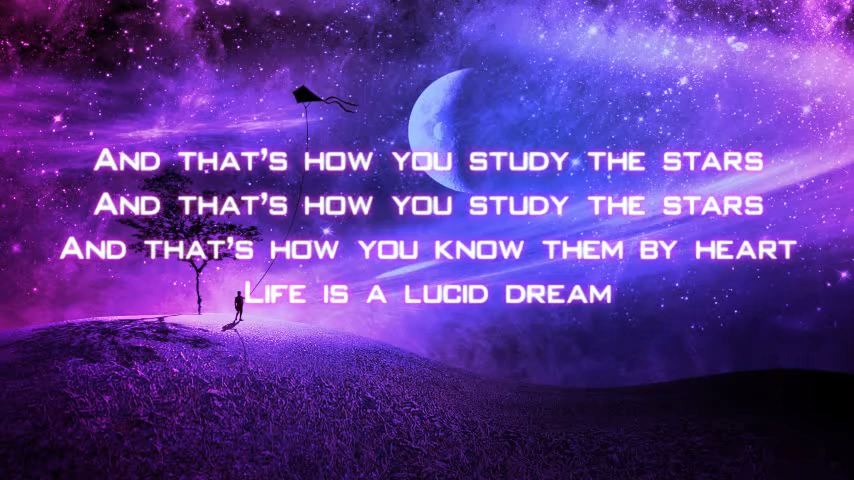 And that's how you study the stars
And that's how you study the stars
And that's how you know them by heart
Life is a lucid dream